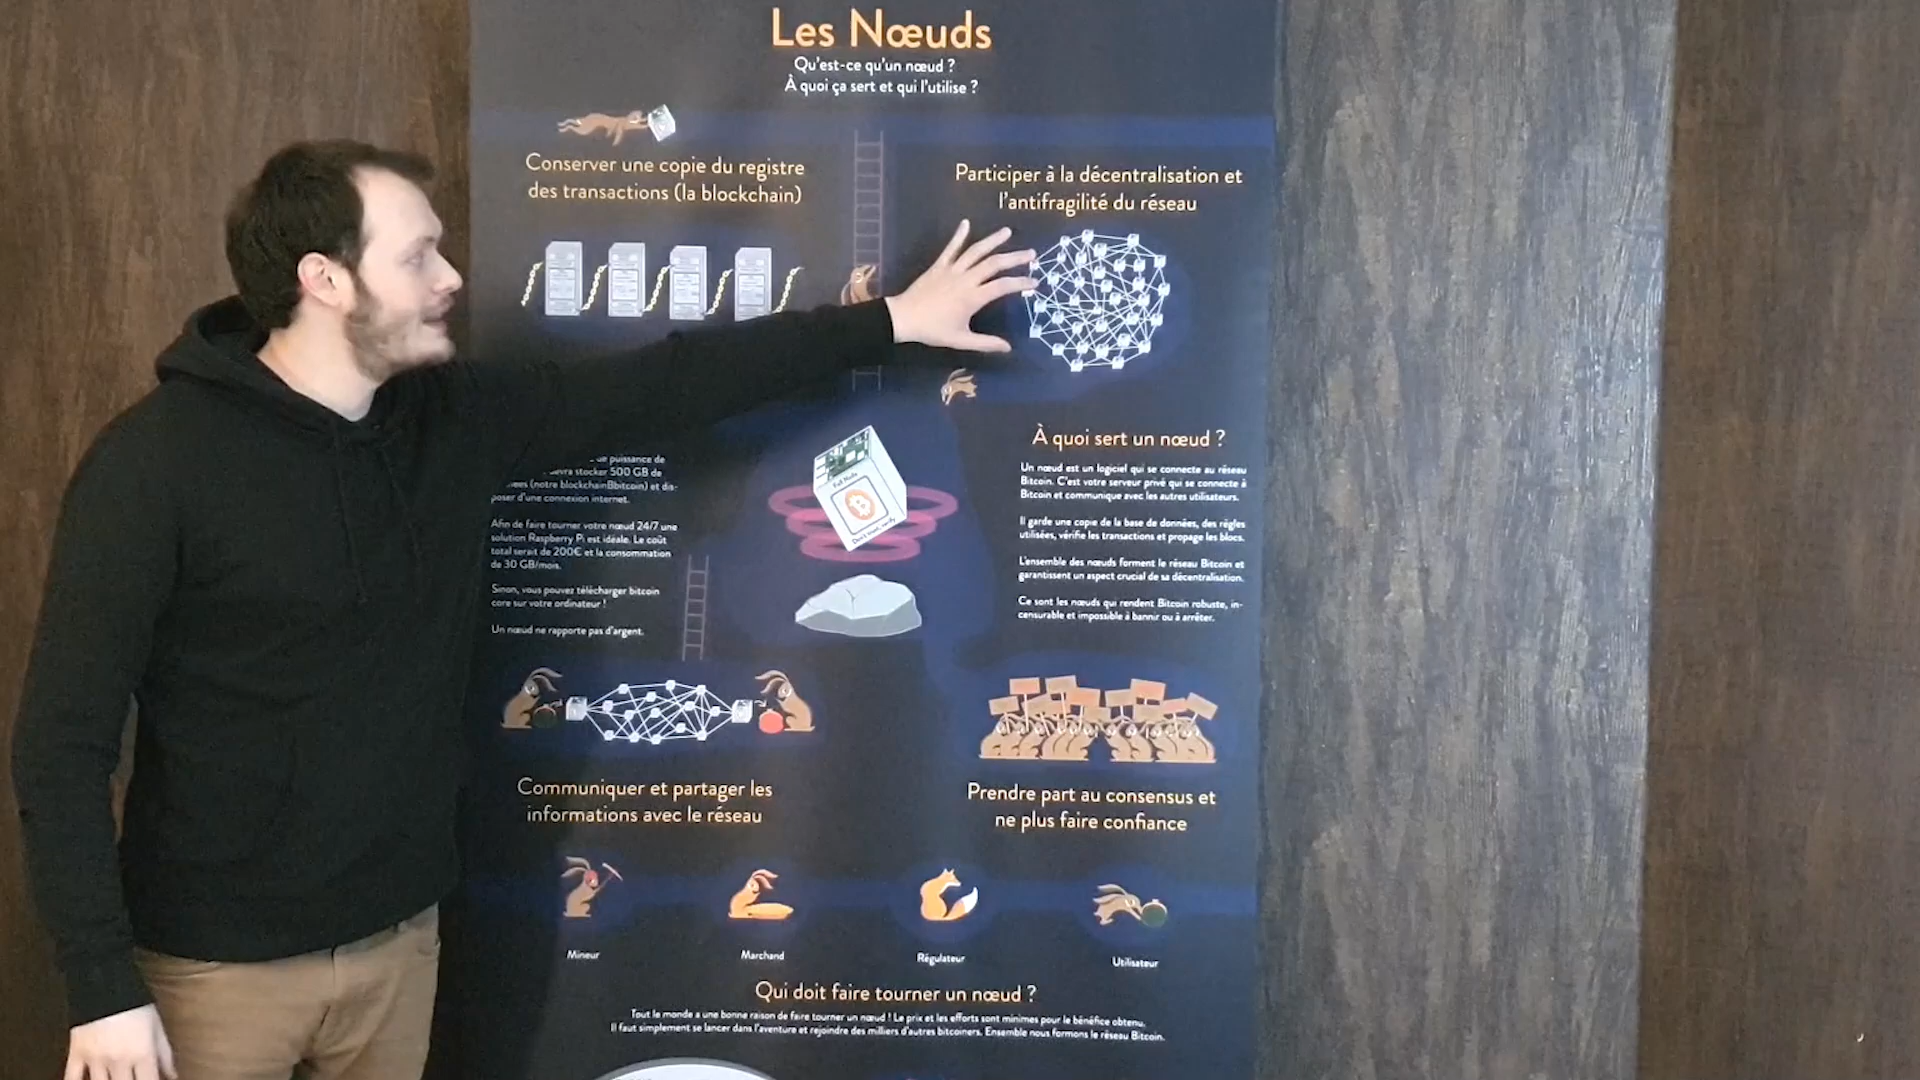 Les Nœuds
Qu'est-ce qu'un nœud ?
À quoi ça sert et qui l'utilise ?
Conserver une copie du registre
des transactions (la blockchain)
Participer à la décentralisation et
l'antifragilité du réseau
de puissance de
stocker 500 GB de
(notre blockchainBbitcoin) et dis-
poser d'une connexion internet.
Afin de faire tourner votre nœud 24/7 une
solution Raspberry Pi est idéale. Le coût
total serait de 200€ et la consommation
de 30 GB/mois.
Sinon, vous pouvez télécharger bitcoin
core sur votre ordinateur !
Un nœud ne rapporte pas d'argent.
Full Node
Don't trust, verify
À quoi sert un nœud ?
Un nœud est un logiciel qui se connecte au réseau
Bitcoin. C'est votre serveur privé qui se connecte à
Bitcoin et communique avec les autres utilisateurs.
Il garde une copie de la base de données, des règles
utilisées, vérifie les transactions et propage les blocs.
L'ensemble des nœuds forment le réseau Bitcoin et
garantissent un aspect crucial de sa décentralisation.
Ce sont les nœuds qui rendent Bitcoin robuste, in-
censurable et impossible à bannir ou à arrêter.
Communiquer et partager les
informations avec le réseau
Prendre part au consensus et
ne plus faire confiance
Mineur
Marchand
Régulateur
Utilisateur
Qui doit faire tourner un nœud ?
Tout le monde a une bonne raison de faire tourner un nœud ! Le prix et les efforts sont minimes pour le bénéfice obtenu.
Il faut simplement se lancer dans l'aventure et rejoindre des milliers d'autres bitcoiners. Ensemble nous formons le réseau Bitcoin.